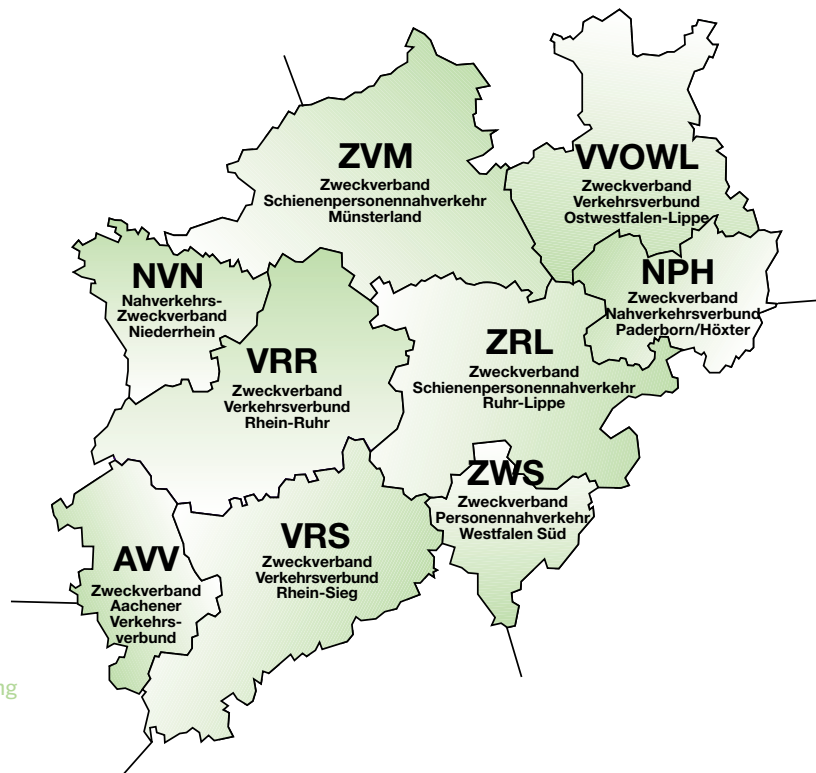 ZVM
Zweckverband
Schienenpersonennahverkehr
Münsterland
VVOWL
Zweckverband
Verkehrsverbund
Ostwestfalen-Lippe
NVN
Nahverkehrs-
Zweckverband
Niederrhein
NPH
Zweckverband
Nahverkehrsverbund
Paderborn/Höxter
VRR
Zweckverband
Verkehrsverbund
Rhein-Ruhr
ZRL
Zweckverband
Schienenpersonennahverkehr
Ruhr-Lippe
ZWS
Zweckverband
Personennahverkehr
Westfalen Süd
VRS
Zweckverband
Verkehrsverbund
Rhein-Sieg
AVV
Zweckverband
Aachener
Verkehrs-
verbund
ng